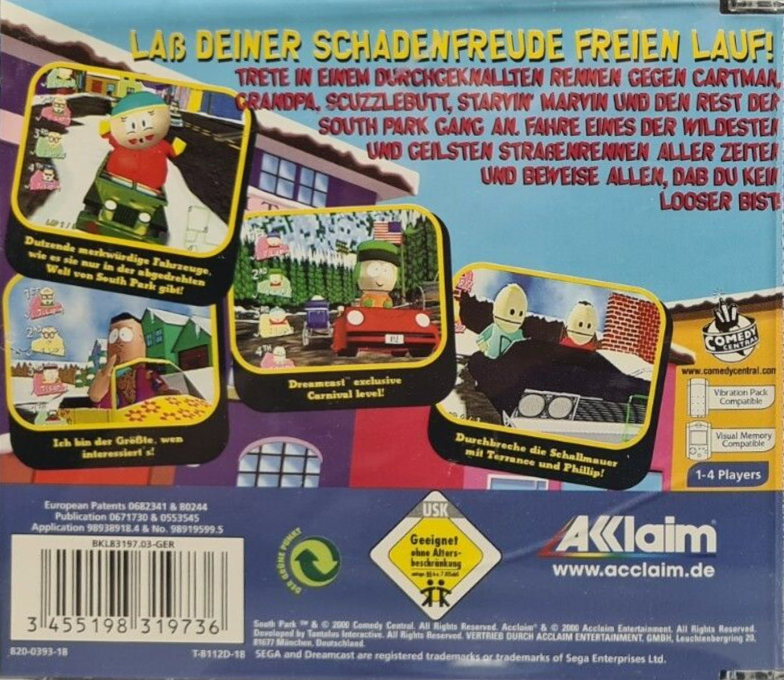 LAß DEINER SCHADENFREUDE FREIEN LAUF!
TRETE IN EINEM DURCHGEKNALLTEN RENNEN GEGEN CARTMAN
GRANDPA, SCUZZLEBUTT, STARVIN' MARVIN UND DEN REST DER
SOUTH PARK GANG AN. FAHRE EINES DER WILDESTEN
UND GEILSTEN STRAßENRENNEN ALLER ZEITEN
UND BEWEISE ALLEN, DAB DU KEIN
LOOSER BIST.
Dutzende merkwürdige Fahrzeuge,
wie es sie nur in der abgedrehten
Welt von South Park gibt!
Dreamcast exclusive
Carnival level!
Ich bin der Größte, wen
interessiert's!
Durchbreche die Schallmauer
mit Terrance und Phillip!
COMEDY
CENTRAL
www.comedycentral.com
Vibration Pack
Compatible
Visual Memory
Compatible
1-4 Players
European Patents 0682341 & 80244
Publication 0671730 & 0553545
Application 98938918.4 & No. 98919599.5
BKL83197.03-GER
3 455198 319736
820-0393-18
T-8112D-18
DER GRÜNE PUNKT
USK
Geeignet
ohne Alters-
beschränkung
AKKlaim
www.acclaim.de
South Park ™ & © 2000 Comedy Central. All Rights Reserved. Acclaim® & © 2000 Acclaim Entertainment. All Rights Reserved.
Developed by Tantalus Interactive. All Rights Reserved. VERTRIEB DURCH ACCLAIM ENTERTAINMENT, GMBH, Leuchtenbergring 20,
81677 München, Deutschland.
SEGA and Dreamcast are registered trademarks or trademarks of Sega Enterprises Ltd.